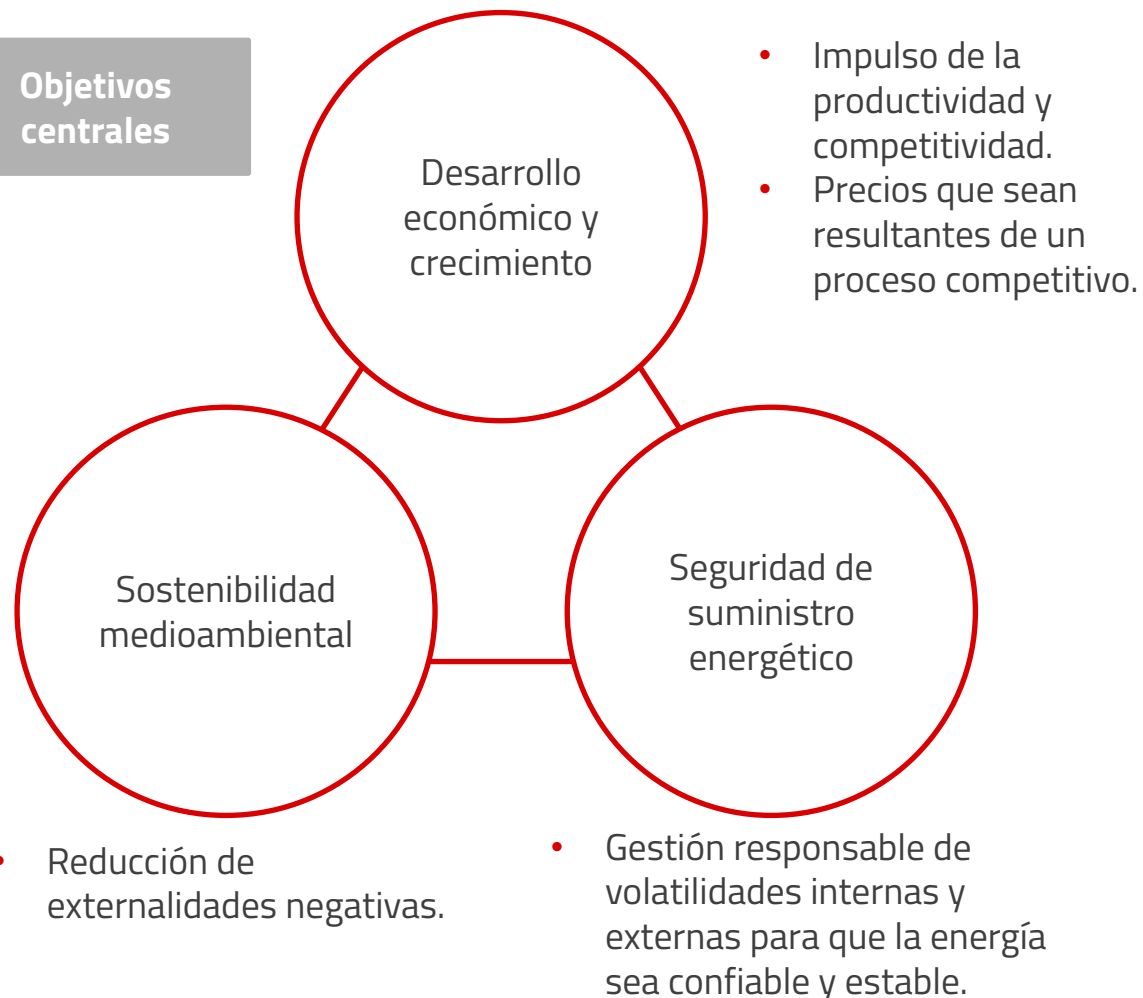 Objetivos
centrales
Desarrollo
económico y
crecimiento
• Impulso de la
productividad y
competitividad.
• Precios que sean
resultantes de un
proceso competitivo.
Sostenibilidad
medioambiental
Seguridad de
suministro
energético
• Reducción de
externalidades negativas.
• Gestión responsable de
volatilidades internas y
externas para que la energía
sea confiable y estable.